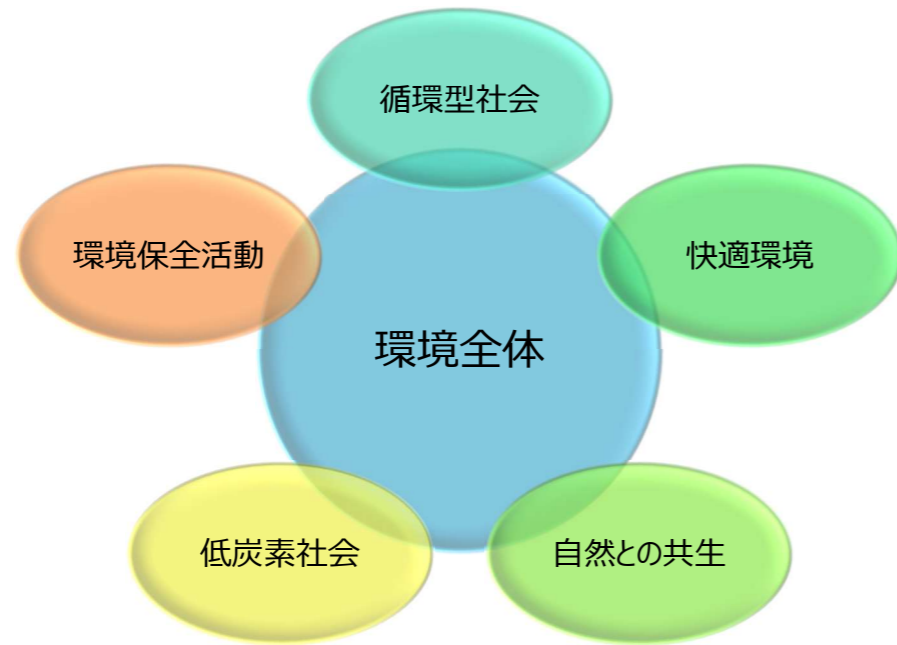 循環型社会
環境保全活動
快適環境
環境全体
低炭素社会
自然との共生